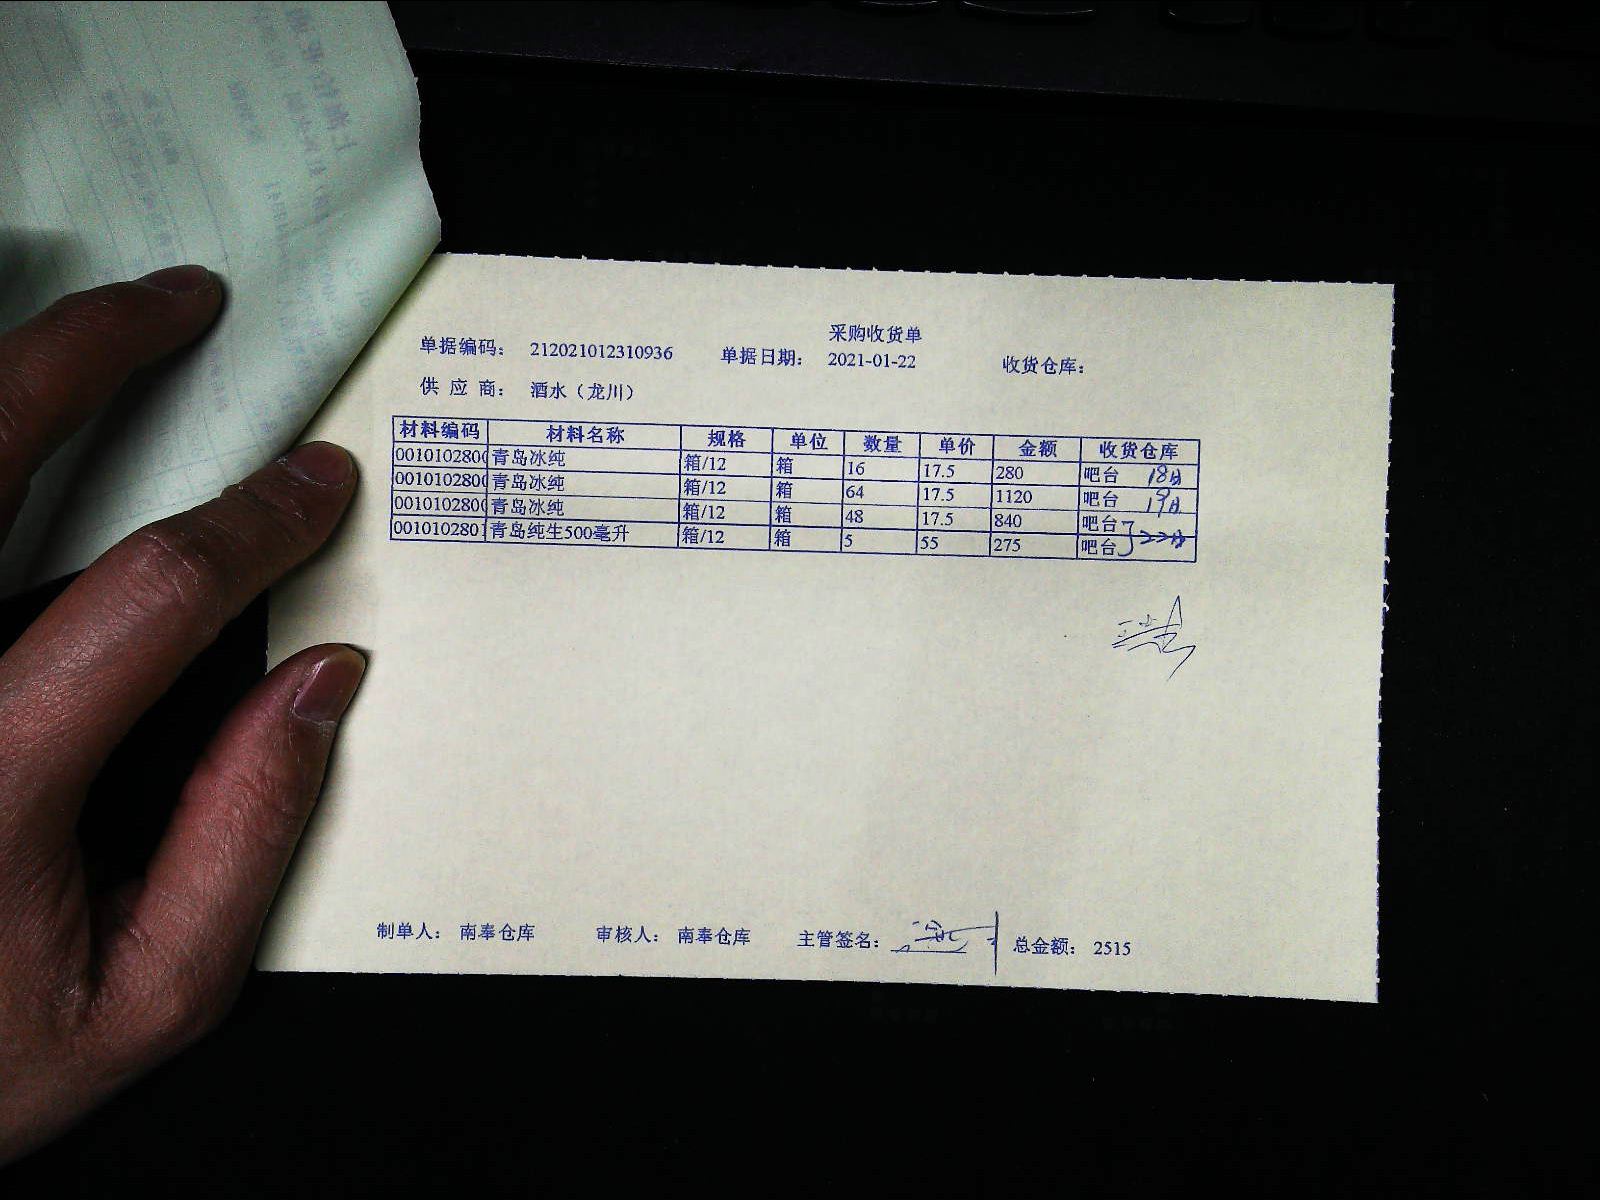 采购收货单
单据编码： 212021012310936 单据日期： 2021-01-22 收货仓库：
供 应 商： 酒水（龙川）
材料编码 材料名称 规格 单位 数量 单价 金额 收货仓库
0010102800 青岛冰纯 箱/12 箱 16 17.5 280 吧台 18日
0010102800 青岛冰纯 箱/12 箱 64 17.5 1120 吧台 19日
0010102800 青岛冰纯 箱/12 箱 48 17.5 840 吧台
0010102801 青岛纯生500毫升 箱/12 箱 5 55 275 吧台 22日
制单人： 南奉仓库 审核人： 南奉仓库 主管签名： 总金额： 2515